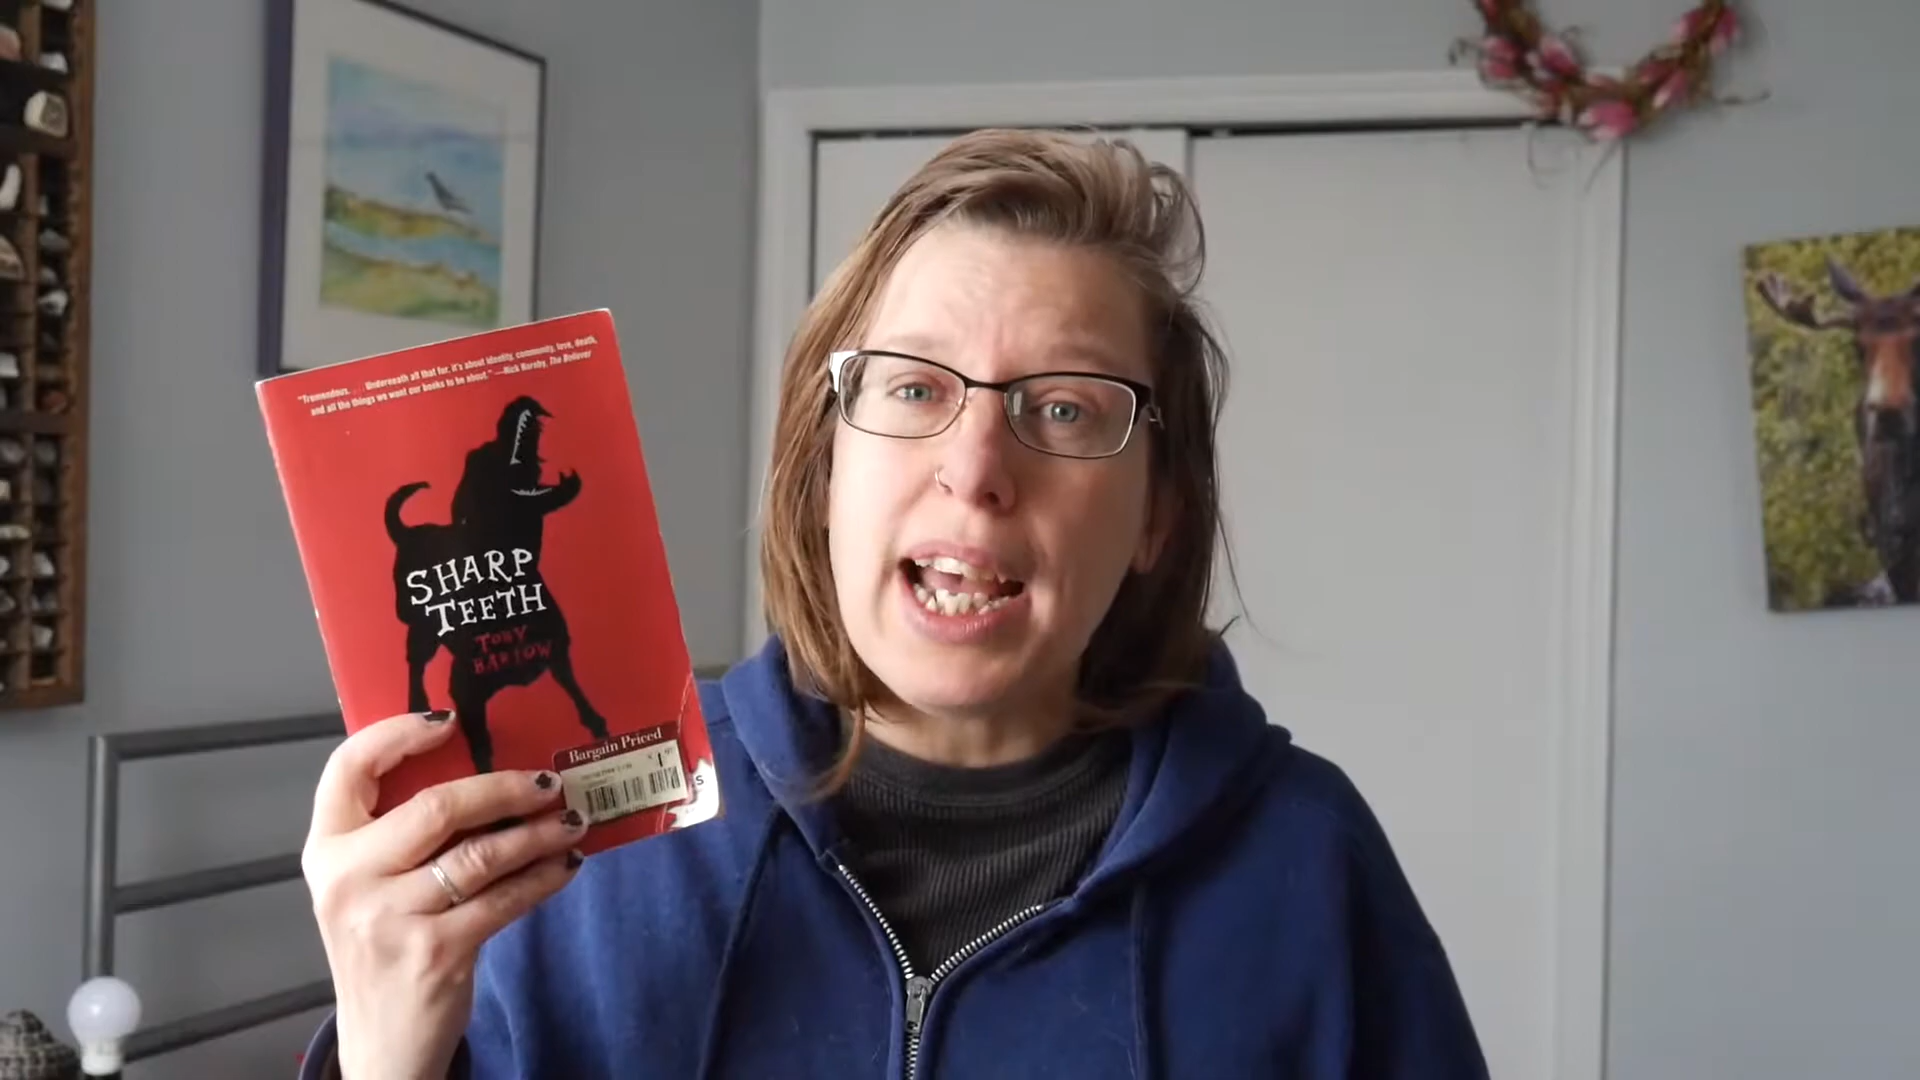 "Tremendous. . . . Underneath all that fur, it's about identity, community, love, death,
and all the things we want our books to be about." —Nick Hornby, The Believer
SHARP
TEETH
TOBY
BARLOW
Bargain Priced